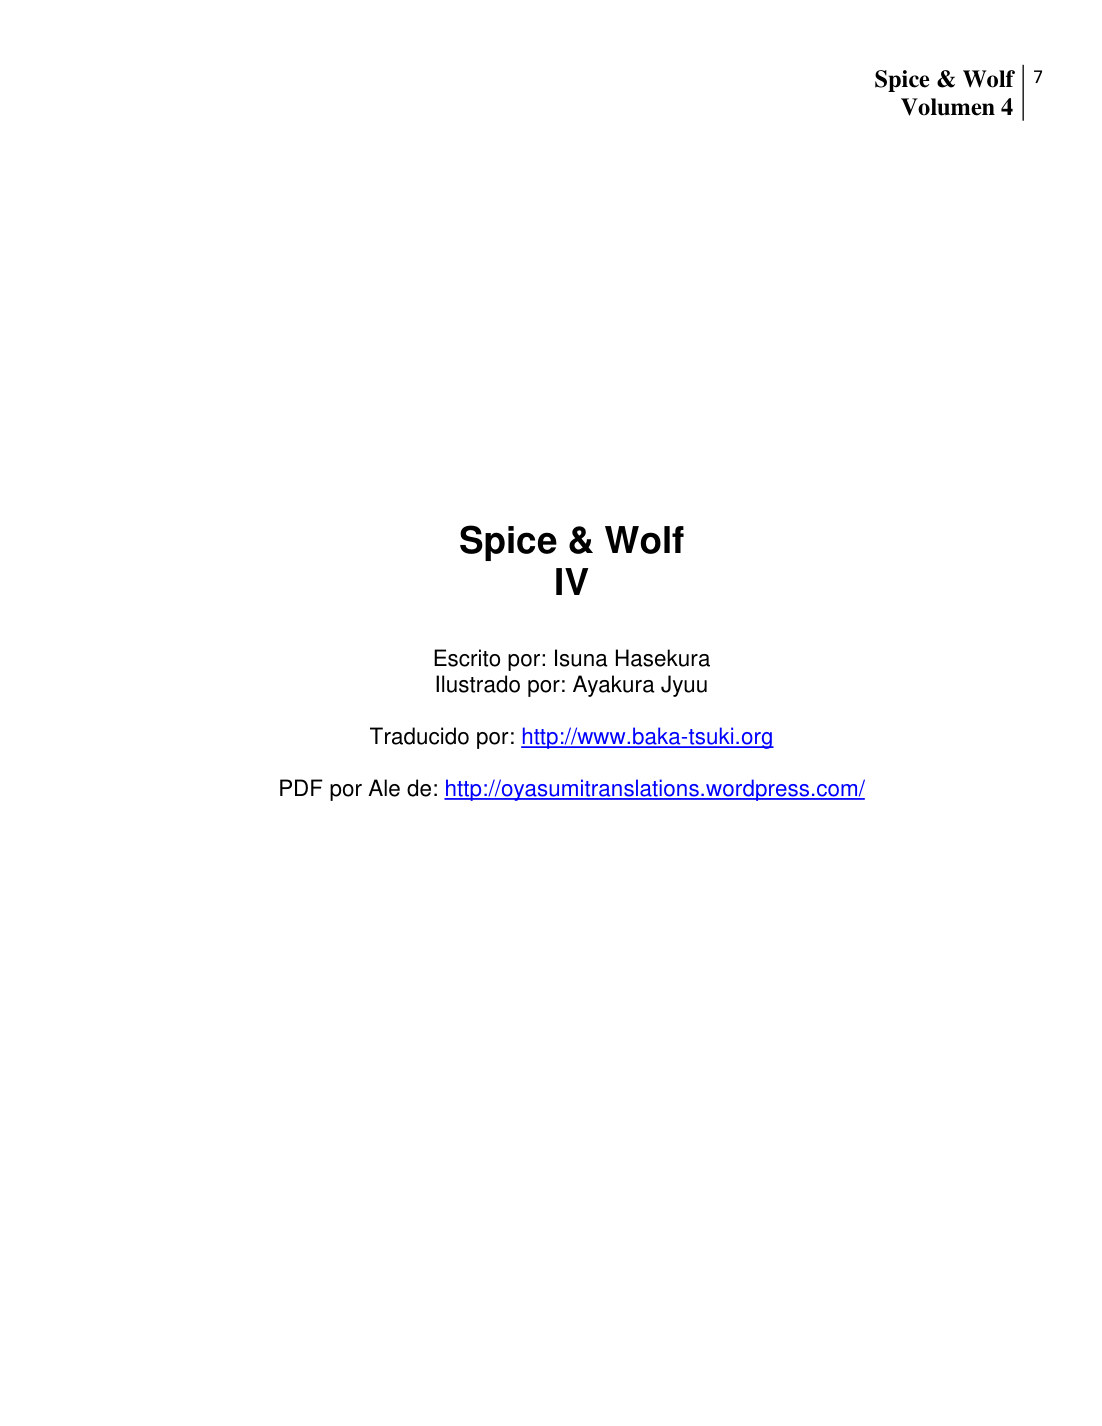 Spice & Wolf 7
Volumen 4
Spice & Wolf
IV
Escrito por: Isuna Hasekura
Ilustrado por: Ayakura Jyuu
Traducido por: http://www.baka-tsuki.org
PDF por Ale de: http://oyasumitranslations.wordpress.com/